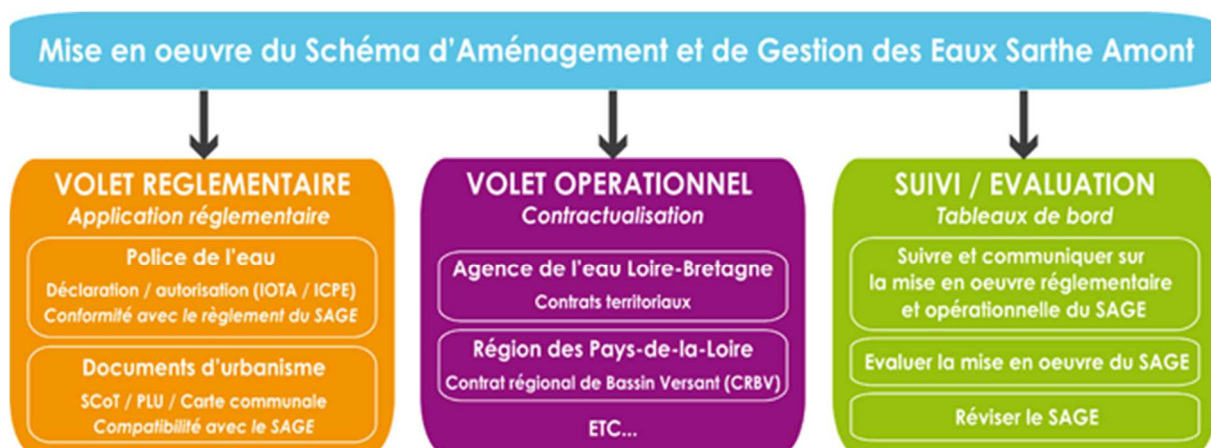 Mise en oeuvre du Schéma d'Aménagement et de Gestion des Eaux Sarthe Amont
VOLET REGLEMENTAIRE
Application réglementaire
Police de l'eau
Déclaration / autorisation (IOTA / ICPE)
Conformité avec le règlement du SAGE
Documents d'urbanisme
SCoT / PLU / Carte communale
Compatibilité avec le SAGE
VOLET OPERATIONNEL
Contractualisation
Agence de l'eau Loire-Bretagne
Contrats territoriaux
Région des Pays-de-la-Loire
Contrat régional de Bassin Versant (CRBV)
ETC...
SUIVI / EVALUATION
Tableaux de bord
Suivre et communiquer sur
la mise en oeuvre réglementaire
et opérationnelle du SAGE
Evaluer la mise en oeuvre du SAGE
Réviser le SAGE